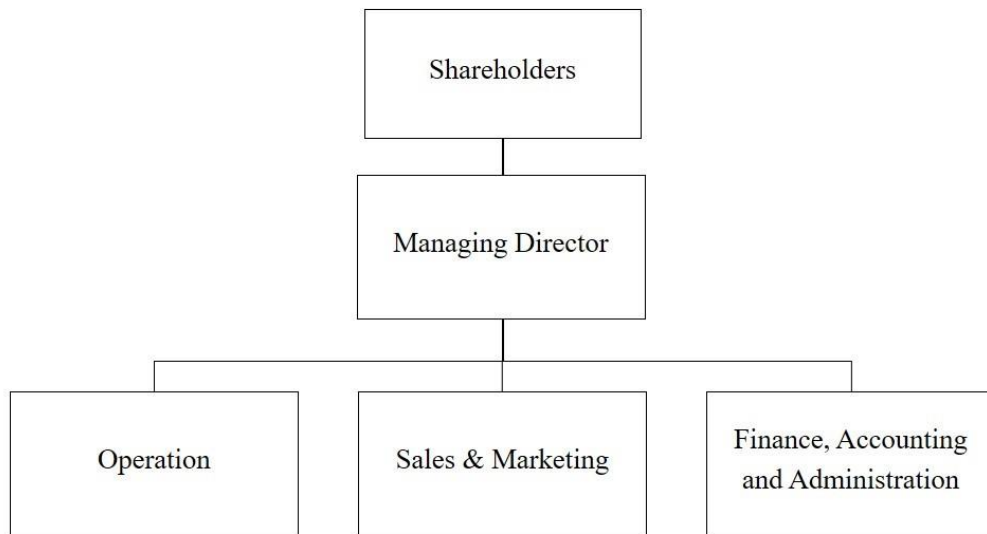 Shareholders
Managing Director
Operation
Sales & Marketing
Finance, Accounting
and Administration